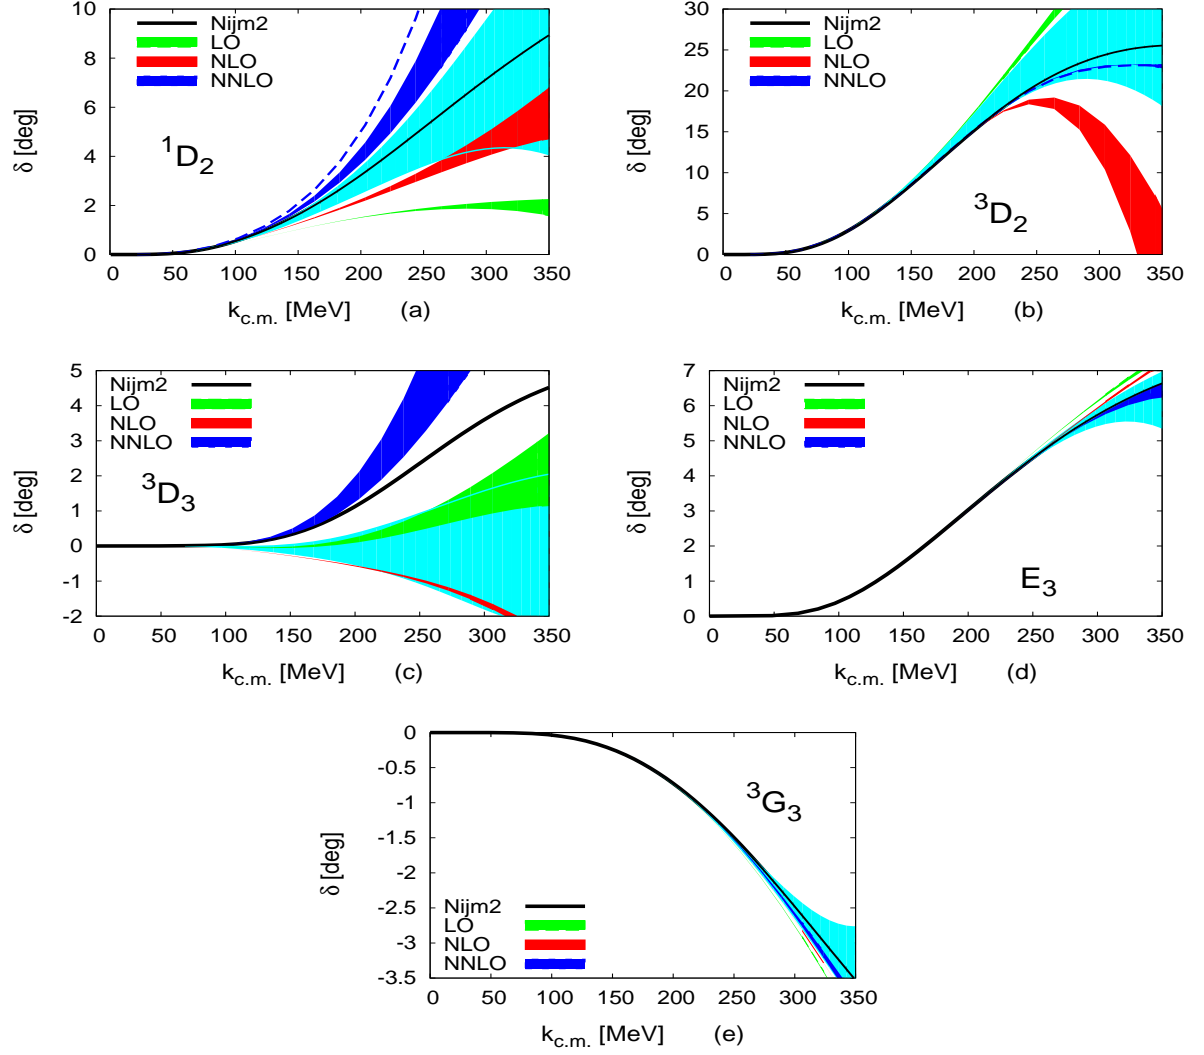 10
8
6
4
2
0
δ [deg]
Nijm2
LO
NLO
NNLO
1D2
0 50 100 150 200 250 300 350
kc.m. [MeV] (a)
30
25
20
15
10
5
0
δ [deg]
Nijm2
LO
NLO
NNLO
3D2
0 50 100 150 200 250 300 350
kc.m. [MeV] (b)
5
4
3
2
1
0
-1
-2
δ [deg]
Nijm2
LO
NLO
NNLO
3D3
0 50 100 150 200 250 300 350
kc.m. [MeV] (c)
7
6
5
4
3
2
1
0
δ [deg]
Nijm2
LO
NLO
NNLO
E3
0 50 100 150 200 250 300 350
kc.m. [MeV] (d)
0
-0.5
-1
-1.5
-2
-2.5
-3
-3.5
δ [deg]
3G3
Nijm2
LO
NLO
NNLO
0 50 100 150 200 250 300 350
kc.m. [MeV] (e)